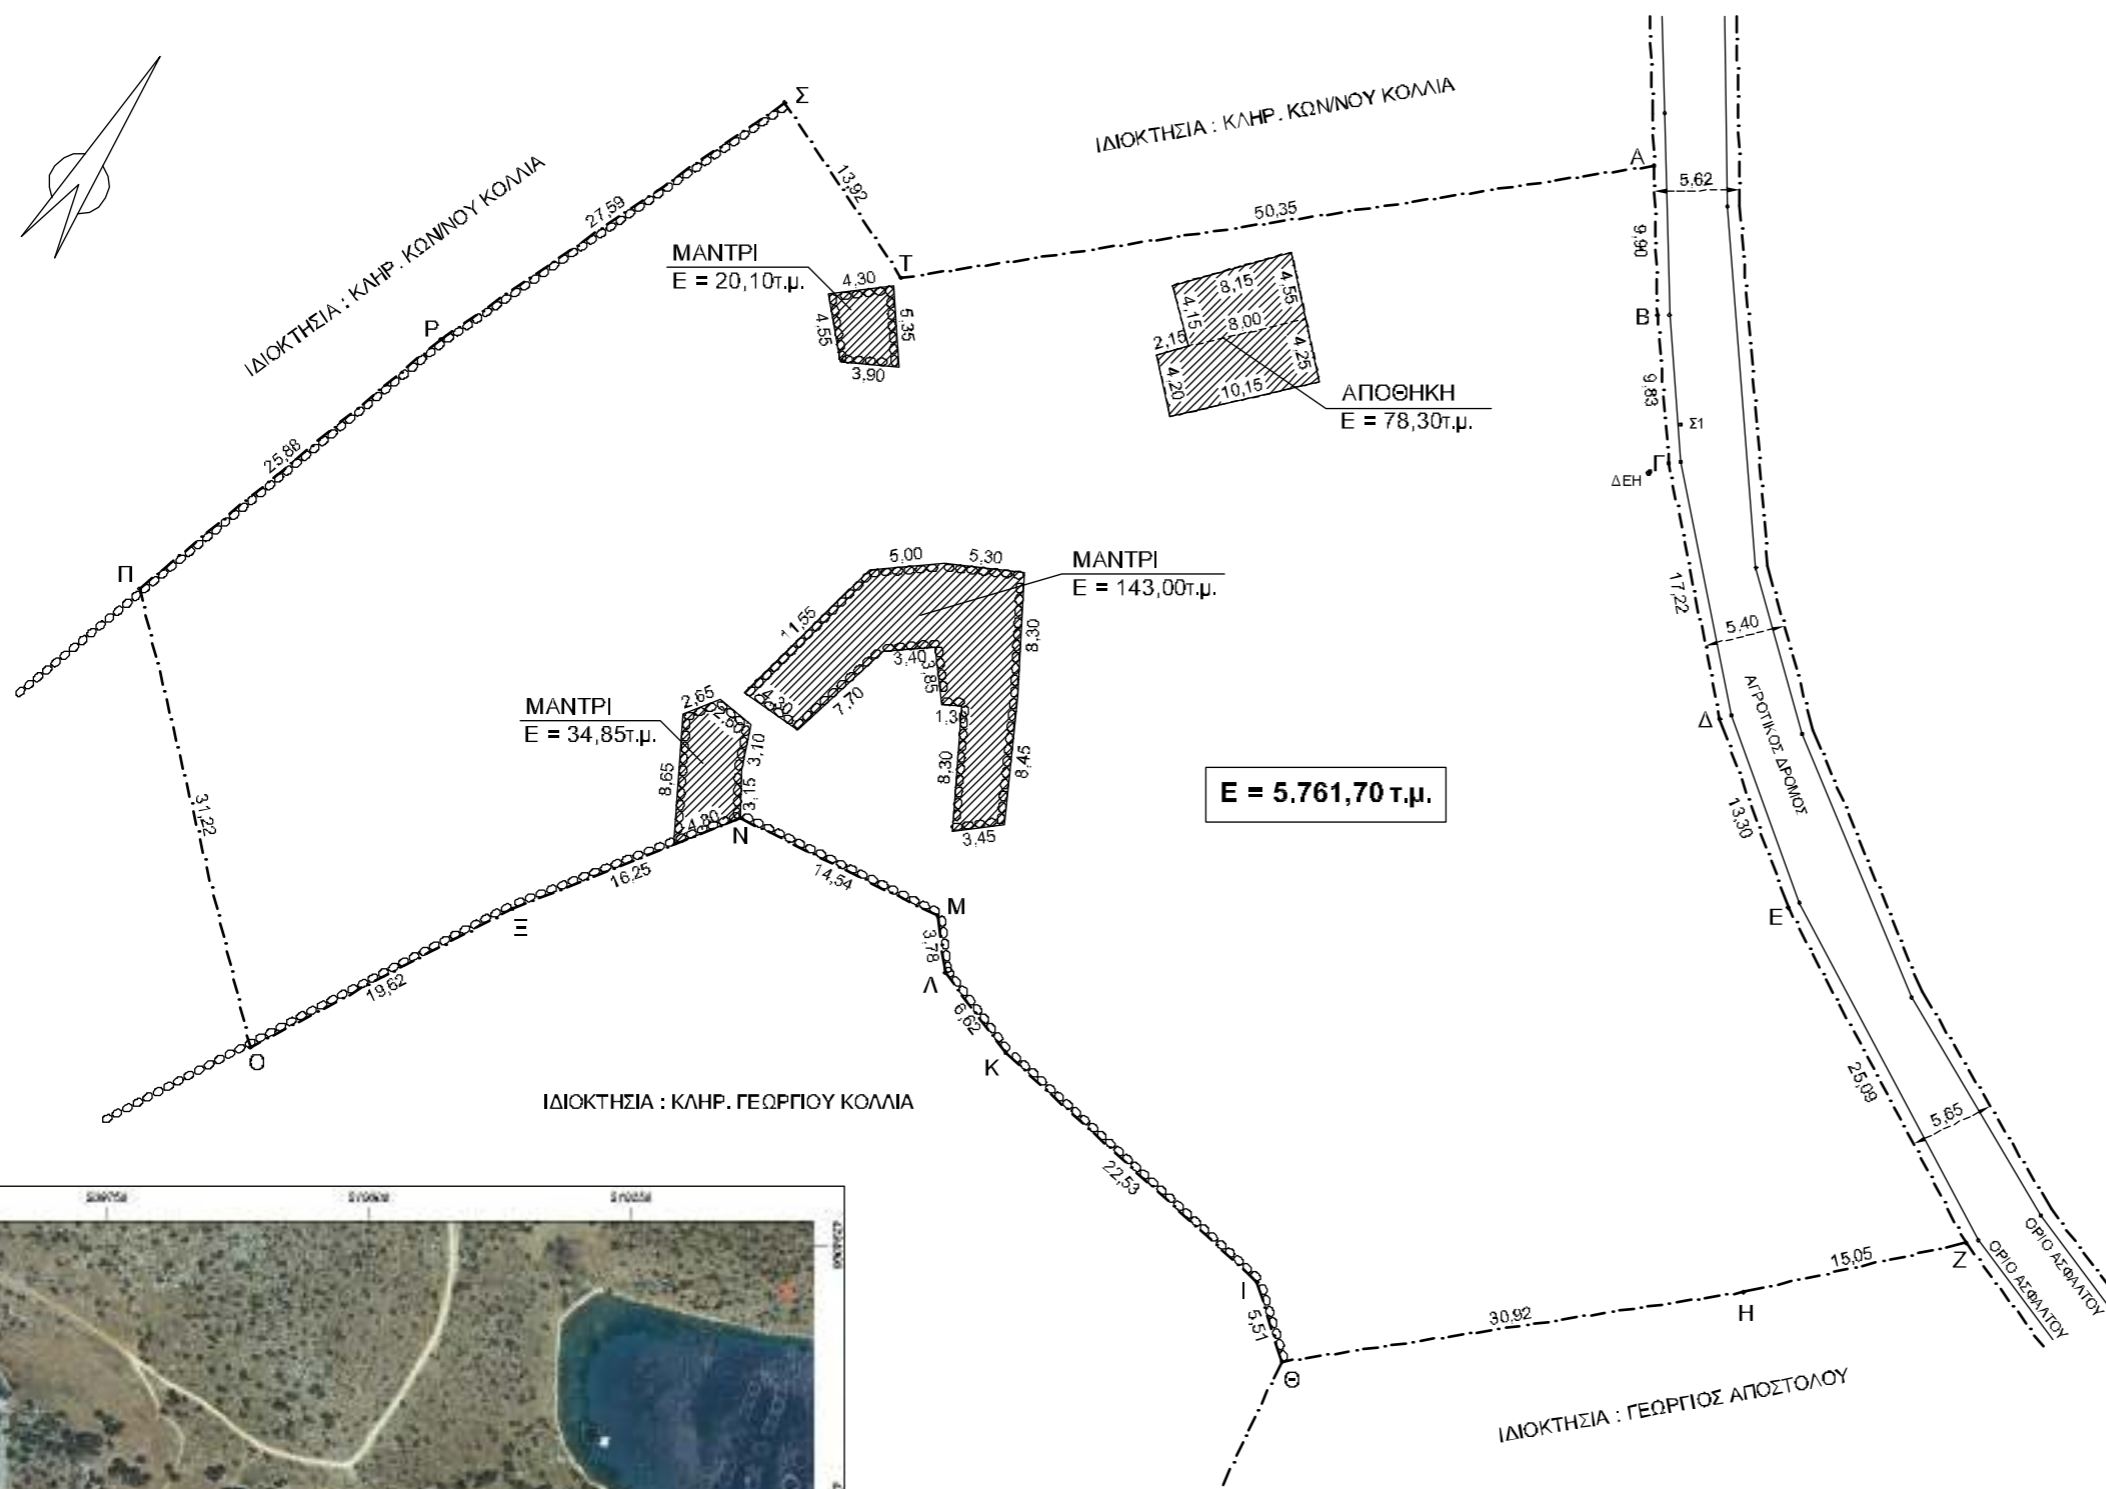 Σ
ΙΔΙΟΚΤΗΣΙΑ : ΚΛΗΡ. ΚΩΝ/ΝΟΥ ΚΟΛΛΙΑ
ΙΔΙΟΚΤΗΣΙΑ : ΚΛΗΡ. ΚΩΝ/ΝΟΥ ΚΟΛΛΙΑ
Α
5,62
13,92
27,59
50,35
9,90
ΜΑΝΤΡΙ
Ε = 20,10τ.μ.
Τ
4,30
4,55
5,35
3,90
8,15
4,55
4,15
8,00
2,15
4,25
4,20
10,15
ΑΠΟΘΗΚΗ
Ε = 78,30τ.μ.
Ρ
Β
9,83
Σ1
Γ
ΔΕΗ
25,88
Π
5,00
5,30
ΜΑΝΤΡΙ
Ε = 143,00τ.μ.
11,55
8,30
3,40
3,85
1,30
7,70
4,30
8,30
8,45
3,45
17,22
5,40
ΑΓΡΟΤΙΚΟΣ ΔΡΟΜΟΣ
Δ
ΜΑΝΤΡΙ
Ε = 34,85τ.μ.
2,65
2,60
3,10
8,65
3,15
4,80
Ν
Ε = 5.761,70 τ.μ.
13,30
31,22
16,25
14,54
Ξ
Μ
Ε
3,78
19,62
Λ
6,62
Ο
Κ
25,09
ΙΔΙΟΚΤΗΣΙΑ : ΚΛΗΡ. ΓΕΩΡΓΙΟΥ ΚΟΛΛΙΑ
5,65
22,53
Ι
5,51
Θ
30,92
Η
15,05
Ζ
ΟΡΙΟ ΑΣΦΑΛΤΟΥ
ΟΡΙΟ ΑΣΦΑΛΤΟΥ
ΙΔΙΟΚΤΗΣΙΑ : ΓΕΩΡΓΙΟΣ ΑΠΟΣΤΟΛΟΥ